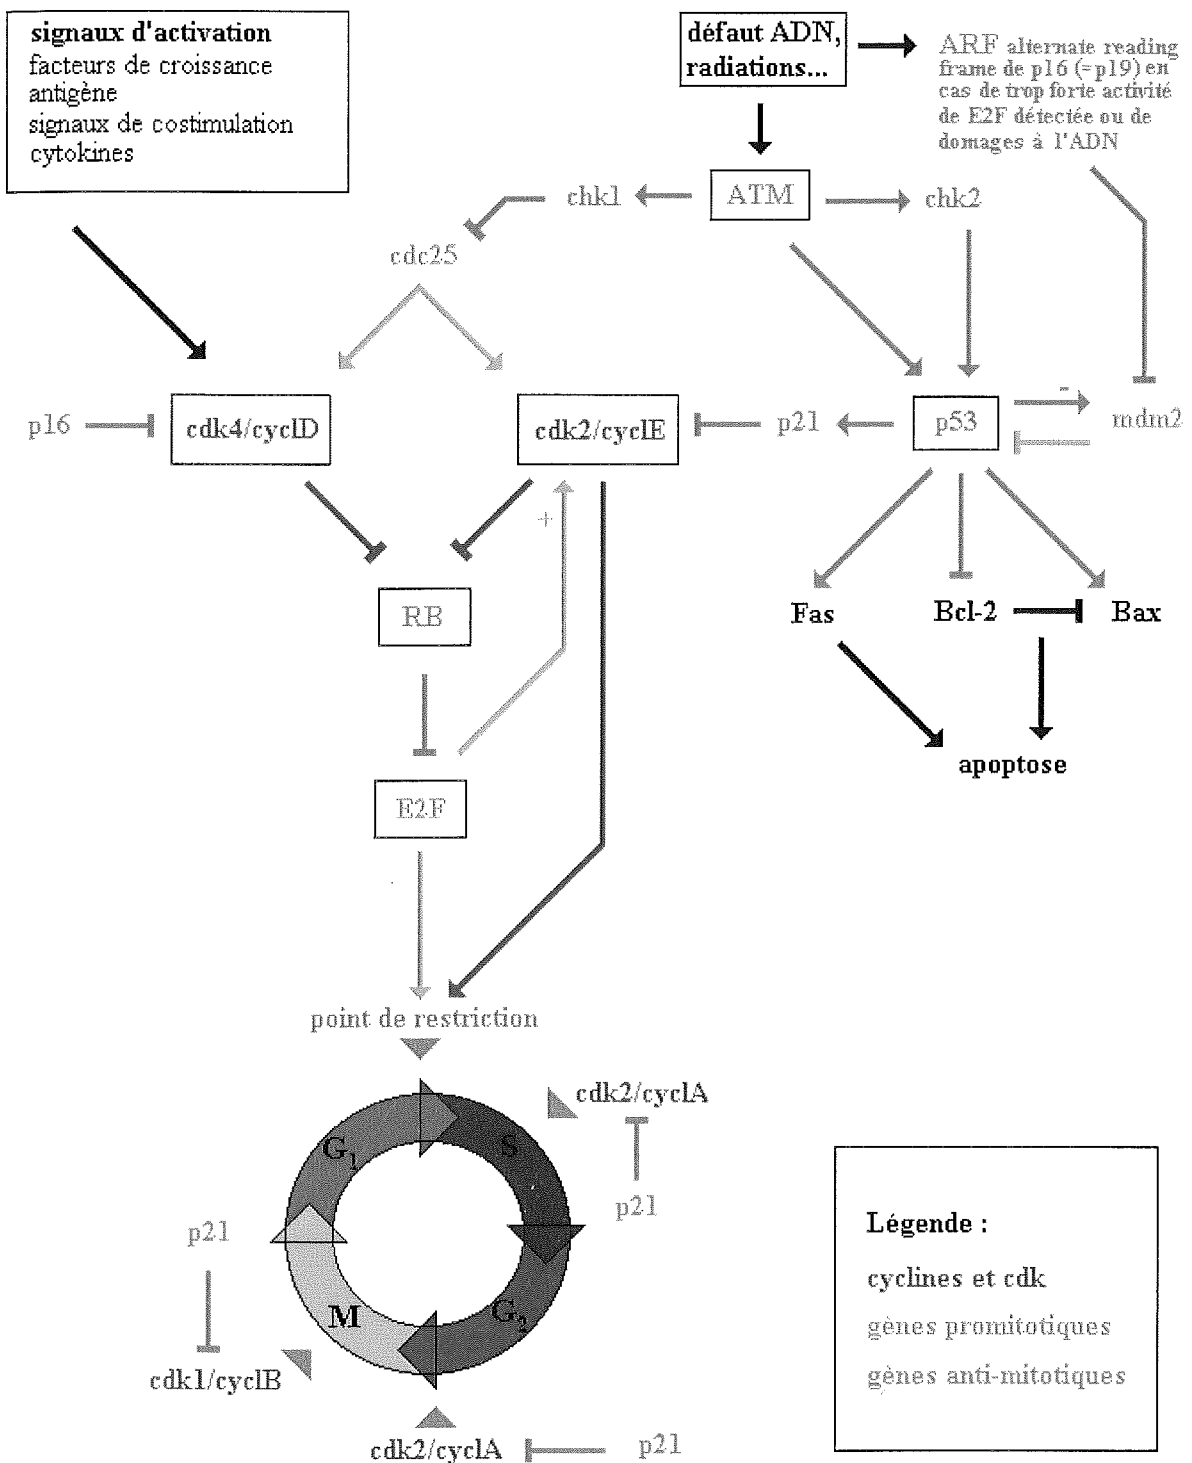 signaux d'activation
facteurs de croissance
antigène
signaux de costimulation
cytokines
défaut ADN,
radiations...
ARF alternate reading
frame de p16 (=p19) en
cas de trop forte activité
de E2F détectée ou de
domages à l'ADN
chk1
ATM
chk2
cdc25
p16
cdk4/cyclD
cdk2/cyclE
p21
p53
-
mdm2
+
RB
Fas
Bcl-2
Bax
apoptose
E2F
point de restriction
cdk2/cyclA
G1
S
p21
p21
M
G2
cdk1/cyclB
cdk2/cyclA
p21
Légende :
cyclines et cdk
gènes promitotiques
gènes anti-mitotiques